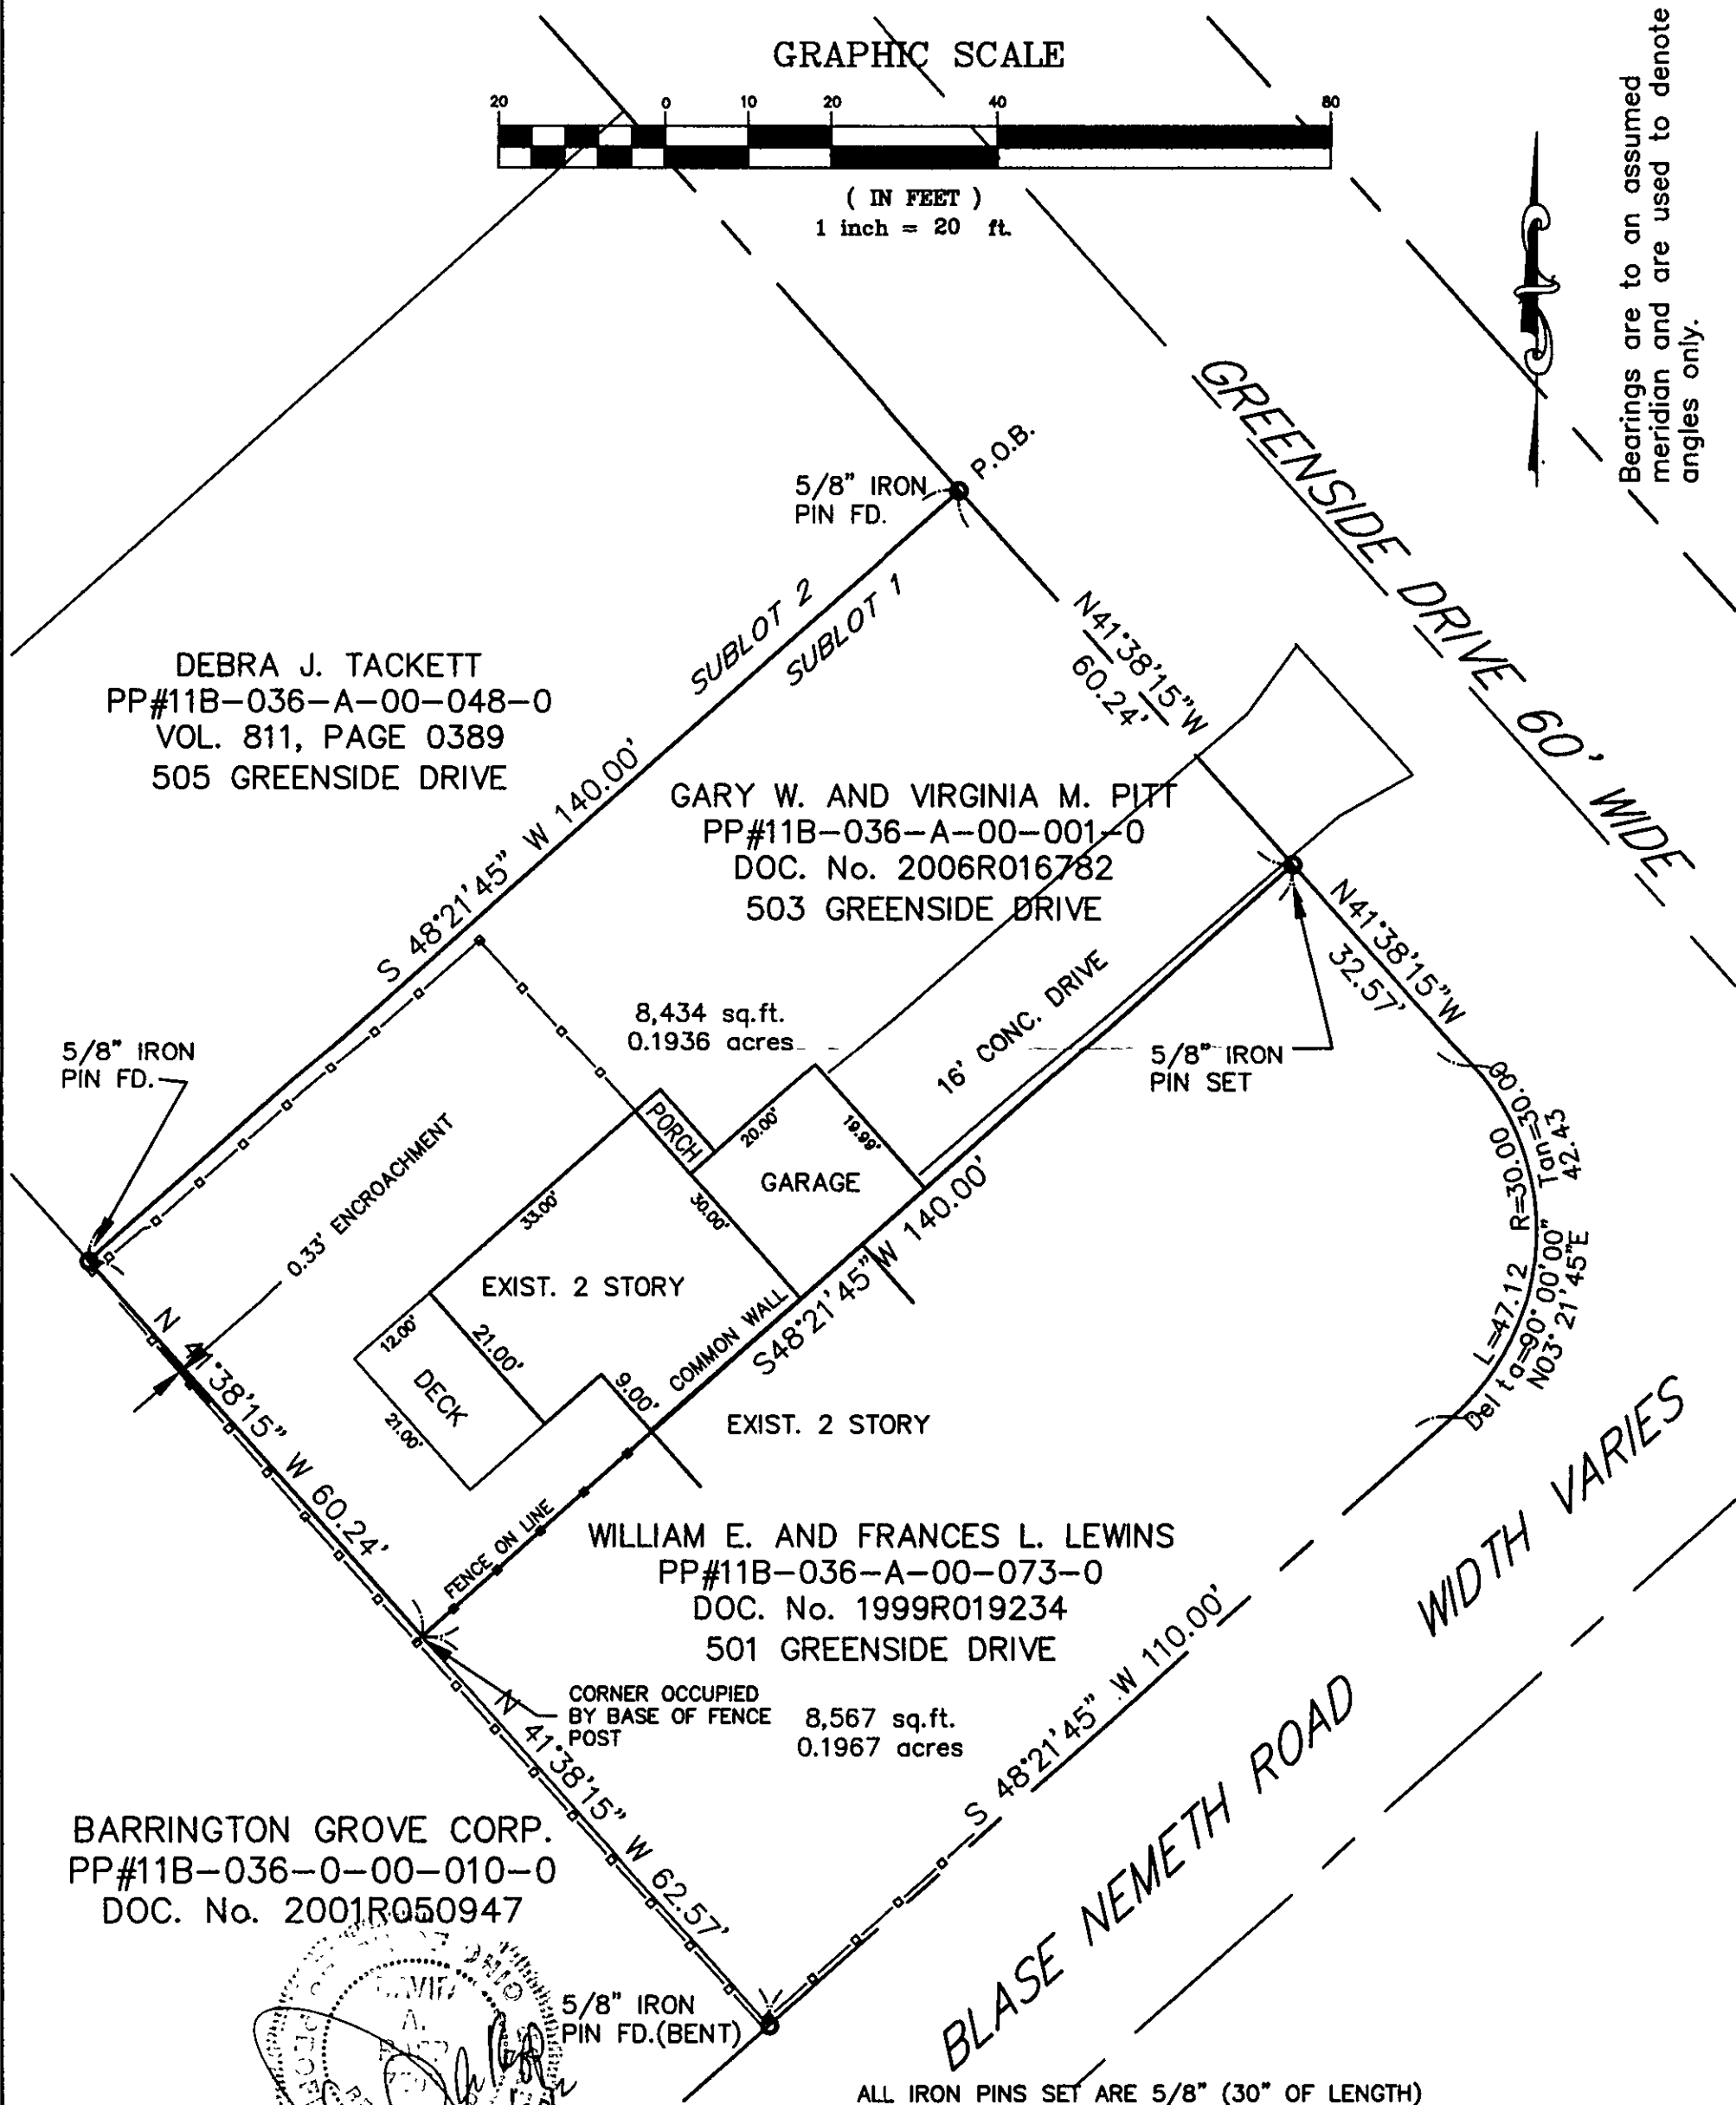 GRAPHIC SCALE
20 0 10 20 40 80
( IN FEET )
1 inch = 20 ft.
Bearings are to an assumed
meridian and are used to denote
angles only.
GREENSIDE DRIVE 60' WIDE
P.O.B.
5/8" IRON
PIN FD.
SUBLOT 2
SUBLOT 1
N41°38'15"W
60.24'
DEBRA J. TACKETT
PP#11B-036-A-00-048-0
VOL. 811, PAGE 0389
505 GREENSIDE DRIVE
S 48°21'45" W 140.00'
GARY W. AND VIRGINIA M. PITT
PP#11B-036-A-00-001-0
DOC. No. 2006R016782
503 GREENSIDE DRIVE
N41°38'15"W
32.57'
8,434 sq.ft.
0.1936 acres
16' CONC. DRIVE
5/8" IRON
PIN SET
5/8" IRON
PIN FD.
0.33' ENCROACHMENT
PORCH
20.00'
19.99'
GARAGE
33.00'
30.00'
EXIST. 2 STORY
12.00'
21.00'
DECK
21.00'
9.00'
COMMON WALL
S48°21'45"W 140.00'
EXIST. 2 STORY
L=47.12 R=30.00 Tan=30.00
Delta=90°00'00" 42.43
N03°21'45"E
N 41°38'15" W 60.24'
FENCE ON LINE
WILLIAM E. AND FRANCES L. LEWINS
PP#11B-036-A-00-073-0
DOC. No. 1999R019234
501 GREENSIDE DRIVE
CORNER OCCUPIED
BY BASE OF FENCE
POST
8,567 sq.ft.
0.1967 acres
N 41°38'15" W 62.57'
S 48°21'45" W 110.00'
BLASE NEMETH ROAD WIDTH VARIES
BARRINGTON GROVE CORP.
PP#11B-036-0-00-010-0
DOC. No. 2001R050947
5/8" IRON
PIN FD.(BENT)
ALL IRON PINS SET ARE 5/8" (30" OF LENGTH)